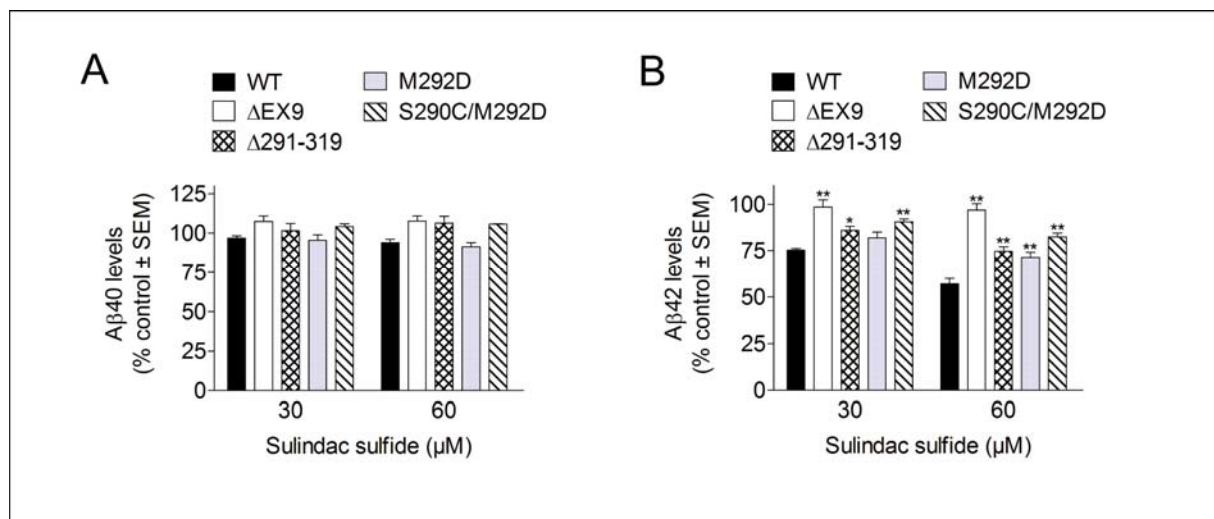 A
WT
ΔEX9
Δ291-319
M292D
S290C/M292D
Aβ40 levels
(% control ± SEM)
125
100
75
50
25
0
30
60
Sulindac sulfide (µM)
B
WT
ΔEX9
Δ291-319
M292D
S290C/M292D
Aβ42 levels
(% control ± SEM)
100
75
50
25
0
**
*
**
**
**
**
**
30
60
Sulindac sulfide (µM)